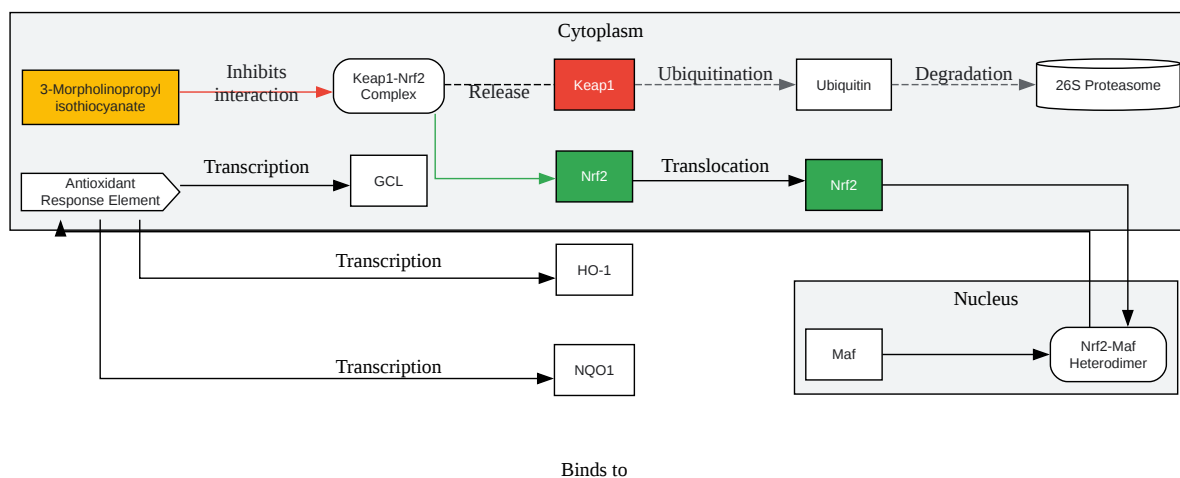 Cytoplasm
3-Morpholinopropyl
isothiocyanate
Inhibits
interaction
Keap1-Nrf2
Complex
Release
Keap1
Ubiquitination
Ubiquitin
Degradation
26S Proteasome
Antioxidant
Response Element
Transcription
GCL
Nrf2
Translocation
Nrf2
Transcription
HO-1
Nucleus
Maf
Nrf2-Maf
Heterodimer
Transcription
NQO1
Binds to